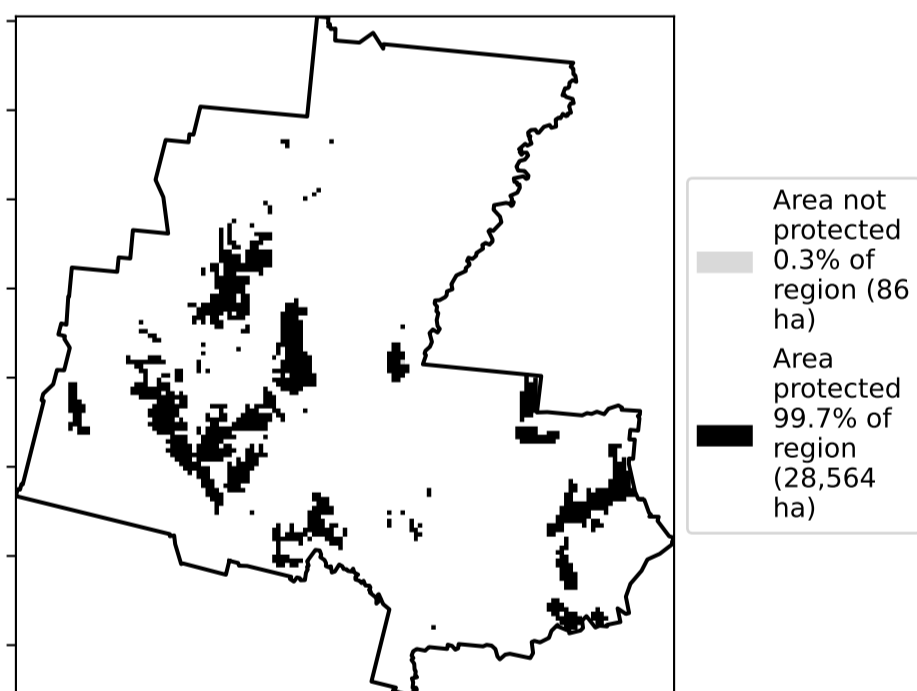 Area not
protected
0.3% of
region (86
ha)
Area
protected
99.7% of
region
(28,564
ha)